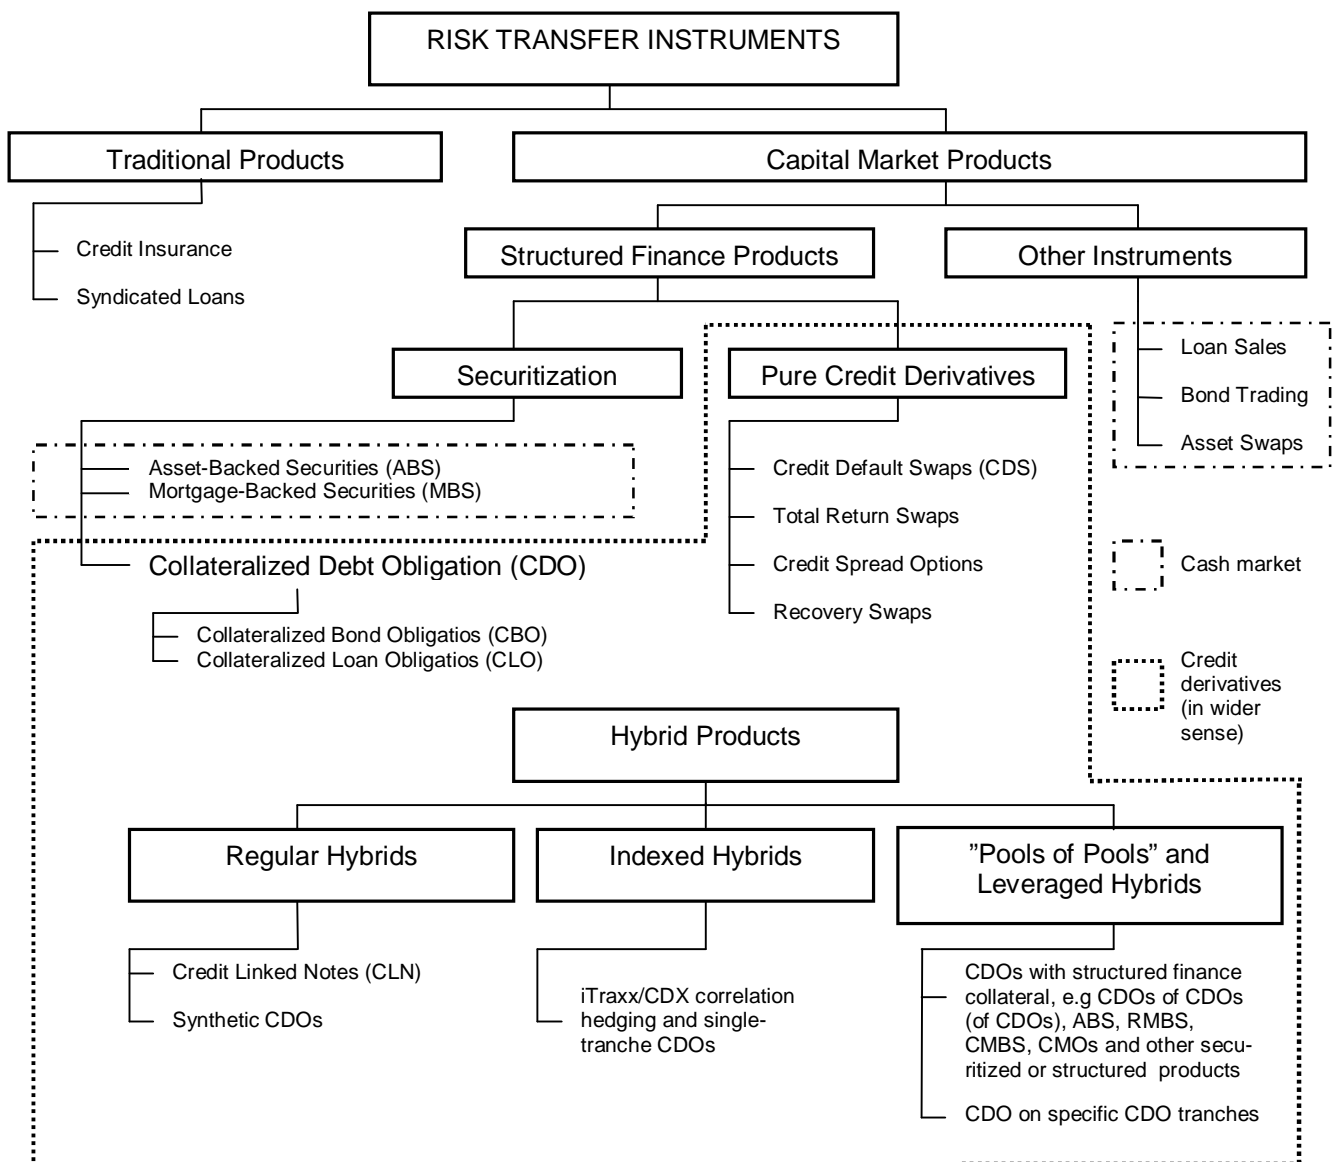 RISK TRANSFER INSTRUMENTS
Traditional Products
Capital Market Products
Credit Insurance
Syndicated Loans
Structured Finance Products
Other Instruments
Loan Sales
Bond Trading
Asset Swaps
Securitization
Pure Credit Derivatives
Asset-Backed Securities (ABS)
Mortgage-Backed Securities (MBS)
Collateralized Debt Obligation (CDO)
Collateralized Bond Obligatios (CBO)
Collateralized Loan Obligatios (CLO)
Credit Default Swaps (CDS)
Total Return Swaps
Credit Spread Options
Recovery Swaps
Cash market
Credit
derivatives
(in wider
sense)
Hybrid Products
Regular Hybrids
Indexed Hybrids
”Pools of Pools” and
Leveraged Hybrids
Credit Linked Notes (CLN)
Synthetic CDOs
iTraxx/CDX correlation
hedging and single-
tranche CDOs
CDOs with structured finance
collateral, e.g CDOs of CDOs
(of CDOs), ABS, RMBS,
CMBS, CMOs and other secu-
ritized or structured products
CDO on specific CDO tranches